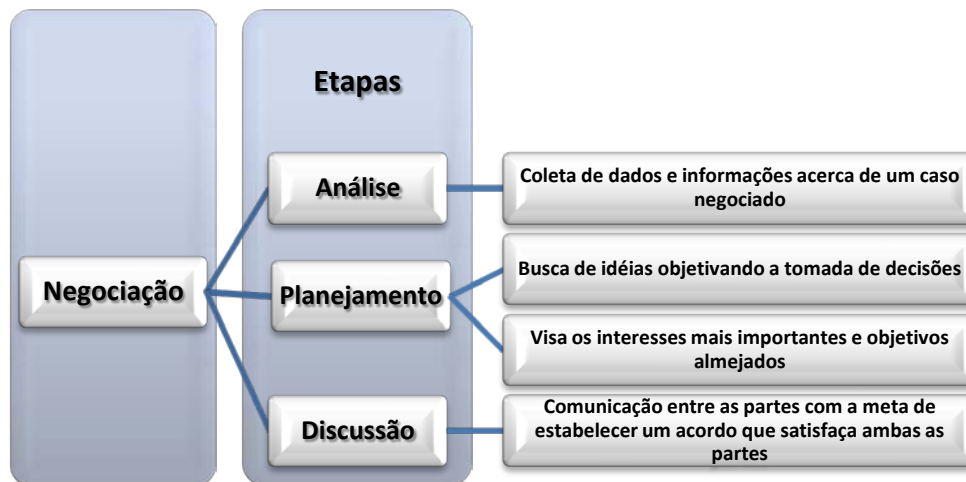 Etapas
Análise
Coleta de dados e informações acerca de um caso
negociado
Negociação
Planejamento
Busca de idéias objetivando a tomada de decisões
Visa os interesses mais importantes e objetivos
almejados
Discussão
Comunicação entre as partes com a meta de
estabelecer um acordo que satisfaça ambas as
partes